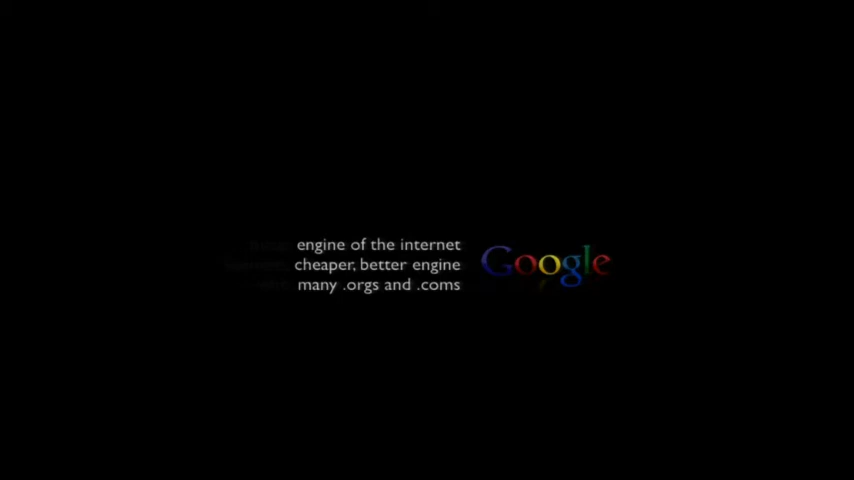 engine of the internet
cheaper, better engine
many .orgs and .coms
Google